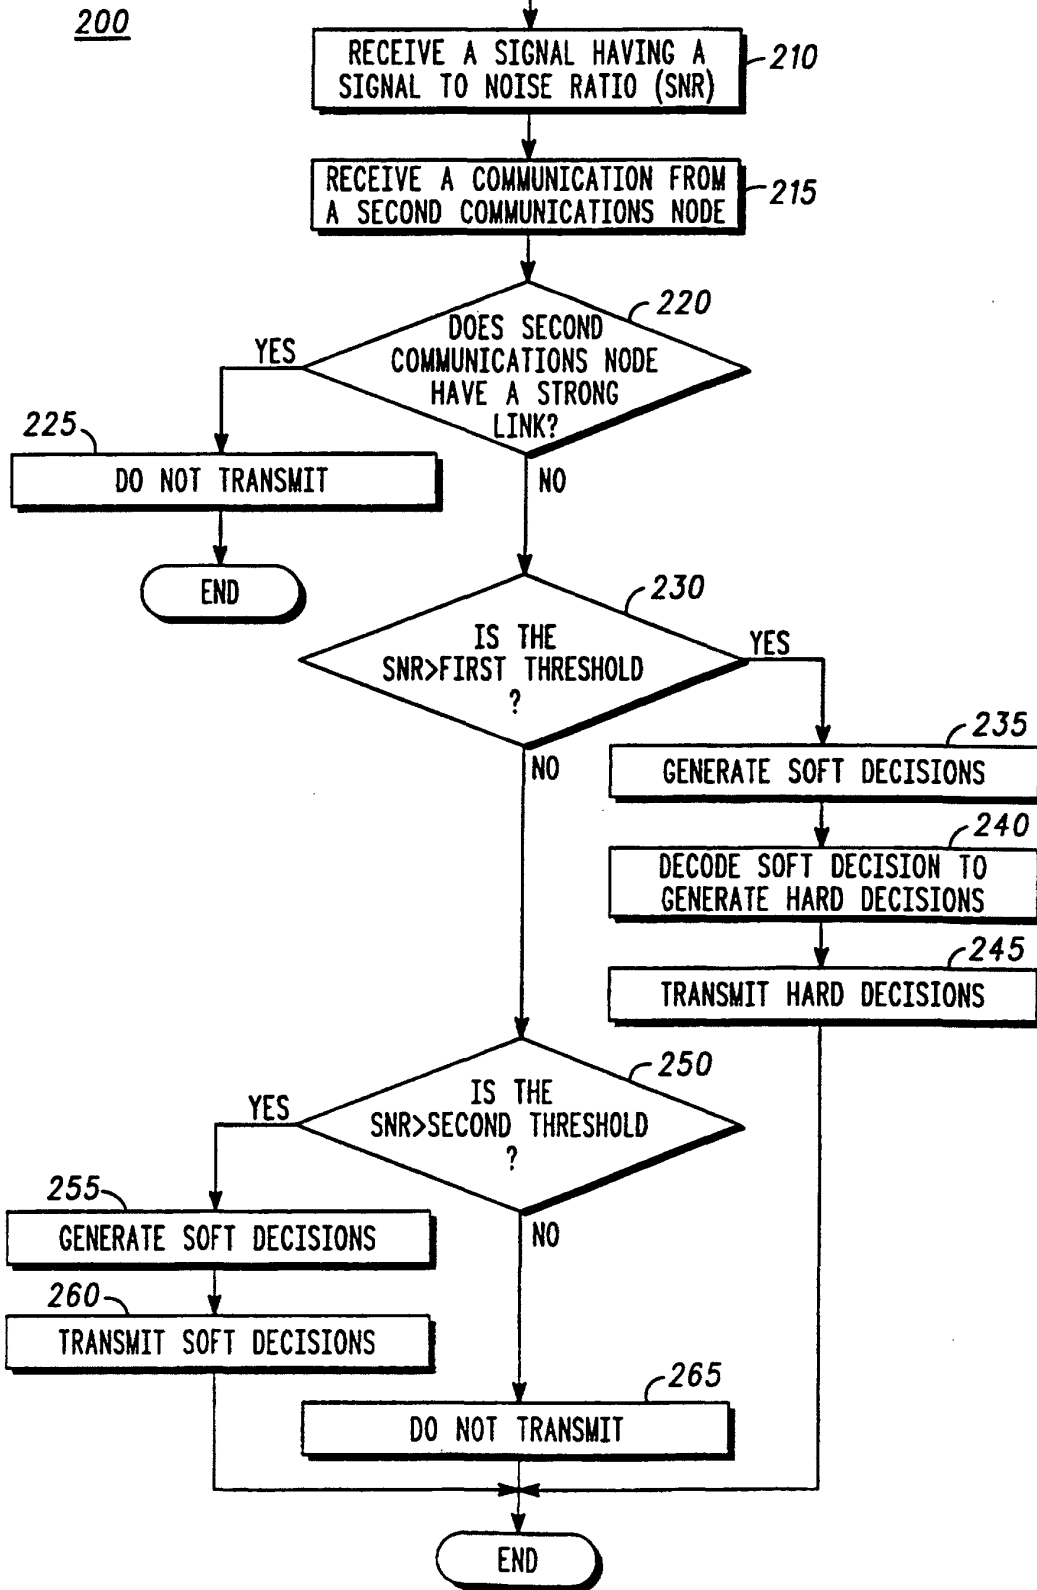 200
RECEIVE A SIGNAL HAVING A
SIGNAL TO NOISE RATIO (SNR)
210
RECEIVE A COMMUNICATION FROM
A SECOND COMMUNICATIONS NODE
215
220
DOES SECOND
COMMUNICATIONS NODE
HAVE A STRONG
LINK?
YES
225
DO NOT TRANSMIT
NO
END
230
IS THE
SNR>FIRST THRESHOLD
?
YES
NO
235
GENERATE SOFT DECISIONS
240
DECODE SOFT DECISION TO
GENERATE HARD DECISIONS
245
TRANSMIT HARD DECISIONS
250
IS THE
SNR>SECOND THRESHOLD
?
YES
255
GENERATE SOFT DECISIONS
NO
260
TRANSMIT SOFT DECISIONS
265
DO NOT TRANSMIT
END